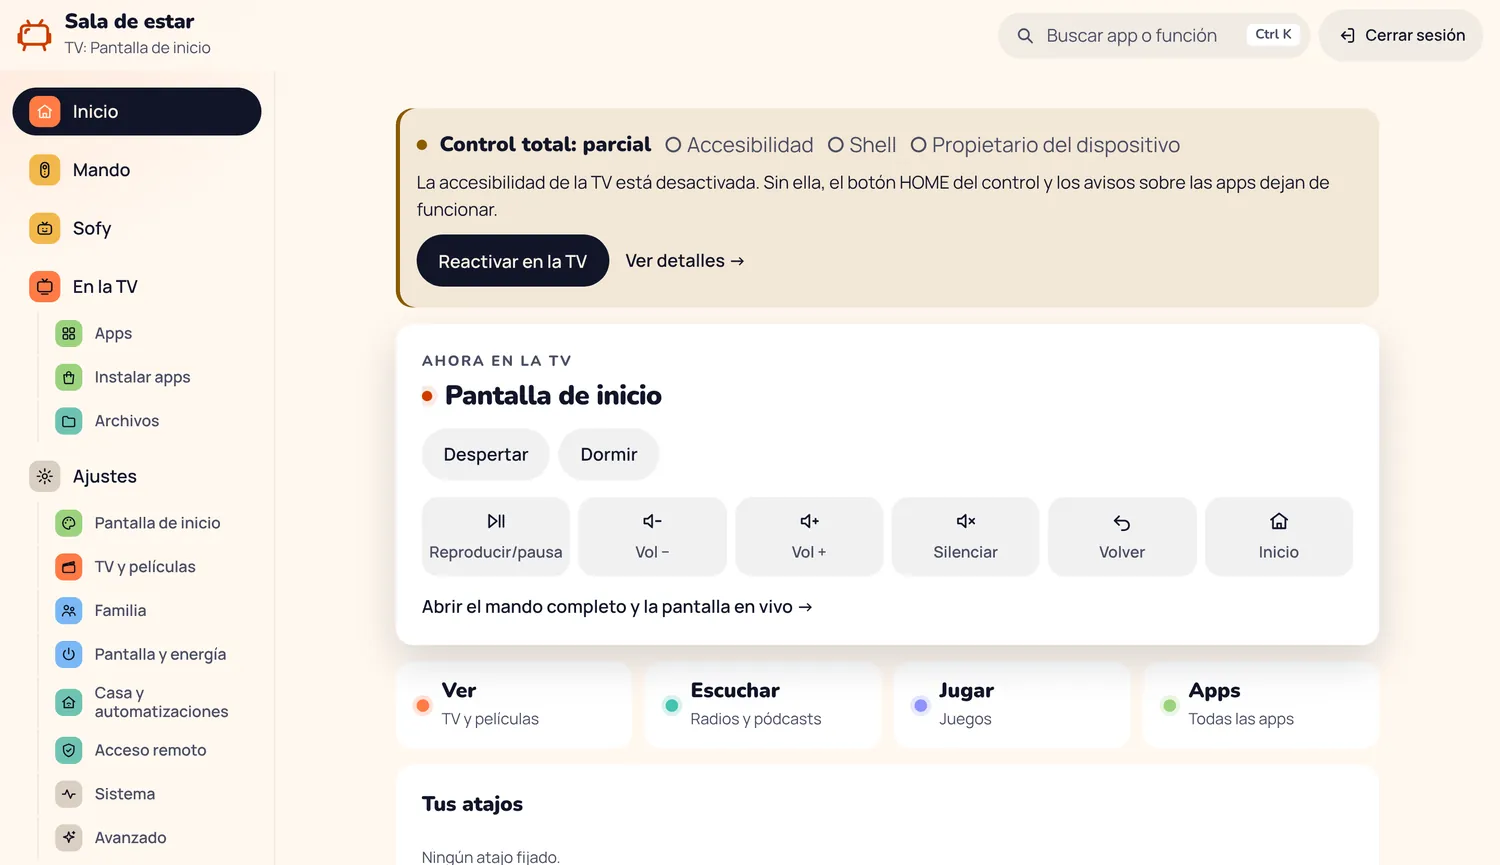 Sala de estar
TV: Pantalla de inicio
Buscar app o función
Ctrl K
Cerrar sesión
Inicio
Mando
Sofy
En la TV
Apps
Instalar apps
Archivos
Ajustes
Pantalla de inicio
TV y películas
Familia
Pantalla y energía
Casa y
automatizaciones
Acceso remoto
Sistema
Avanzado
Control total: parcial
Accesibilidad
Shell
Propietario del dispositivo
La accesibilidad de la TV está desactivada. Sin ella, el botón HOME del control y los avisos sobre las apps dejan de
funcionar.
Reactivar en la TV
Ver detalles →
AHORA EN LA TV
Pantalla de inicio
Despertar
Dormir
Reproducir/pausa
Vol −
Vol +
Silenciar
Volver
Inicio
Abrir el mando completo y la pantalla en vivo →
Ver
TV y películas
Escuchar
Radios y pódcasts
Jugar
Juegos
Apps
Todas las apps
Tus atajos
Ningún atajo fijado.